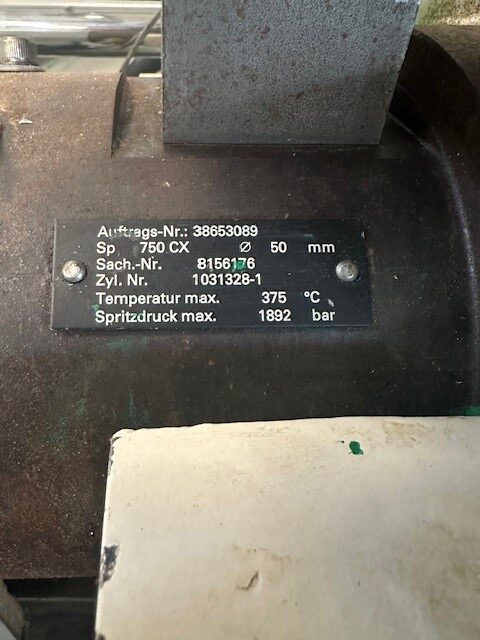 Auftrags-Nr.: 38653089
Sp 750 CX Ø 50 mm
Sach.-Nr. 8156176
Zyl. Nr. 1031328-1
Temperatur max. 375 °C
Spritzdruck max. 1892 bar